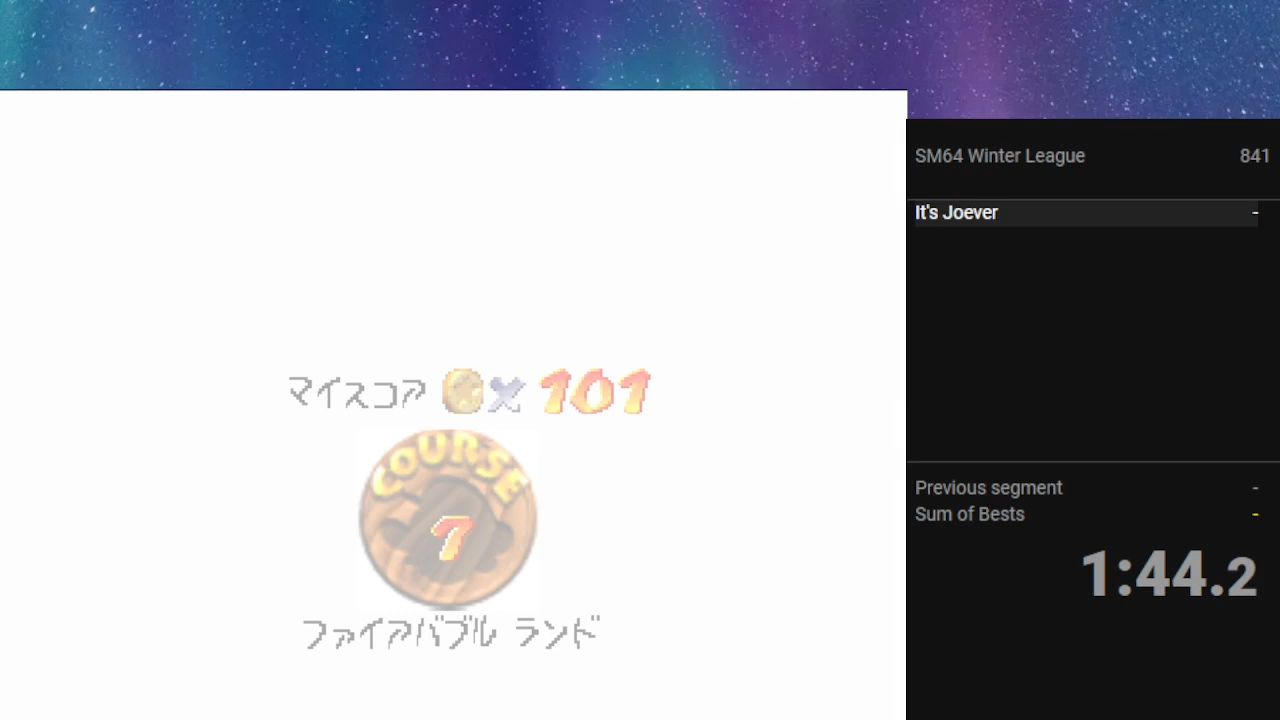 SM64 Winter League 841
It's Joever -
マイスコア × 101
COURSE
7
ファイアバブル ランド
Previous segment -
Sum of Bests -
1:44.2